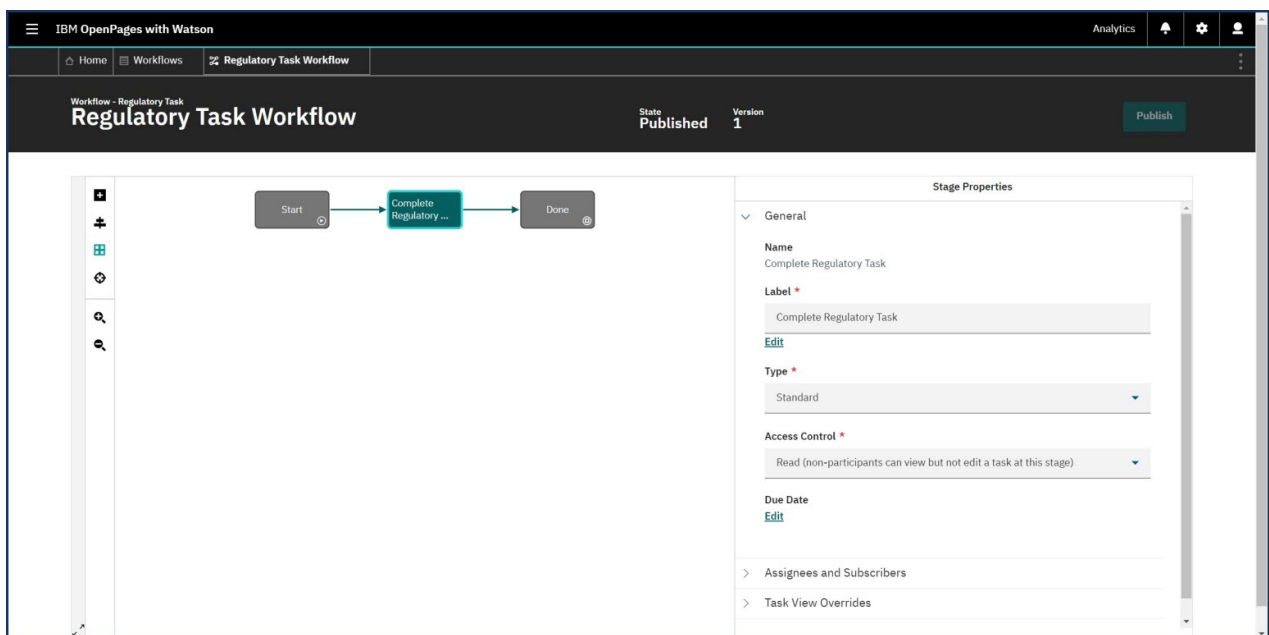 IBM OpenPages with Watson
Analytics
Home
Workflows
Regulatory Task Workflow
Workflow - Regulatory Task
Regulatory Task Workflow
State
Published
Version
1
Publish
Start
Complete
Regulatory ...
Done
Stage Properties
General
Name
Complete Regulatory Task
Label *
Complete Regulatory Task
Edit
Type *
Standard
Access Control *
Read (non-participants can view but not edit a task at this stage)
Due Date
Edit
Assignees and Subscribers
Task View Overrides